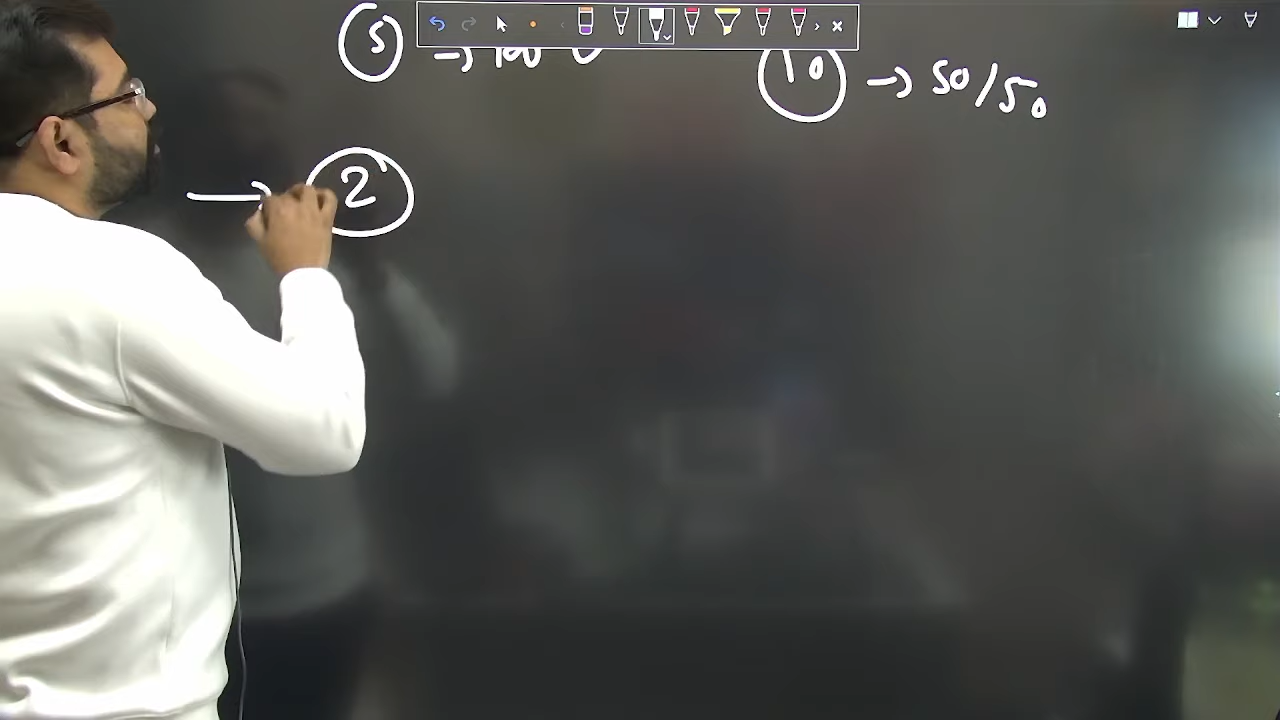 5 → 100
10 → 50/50
→ 2